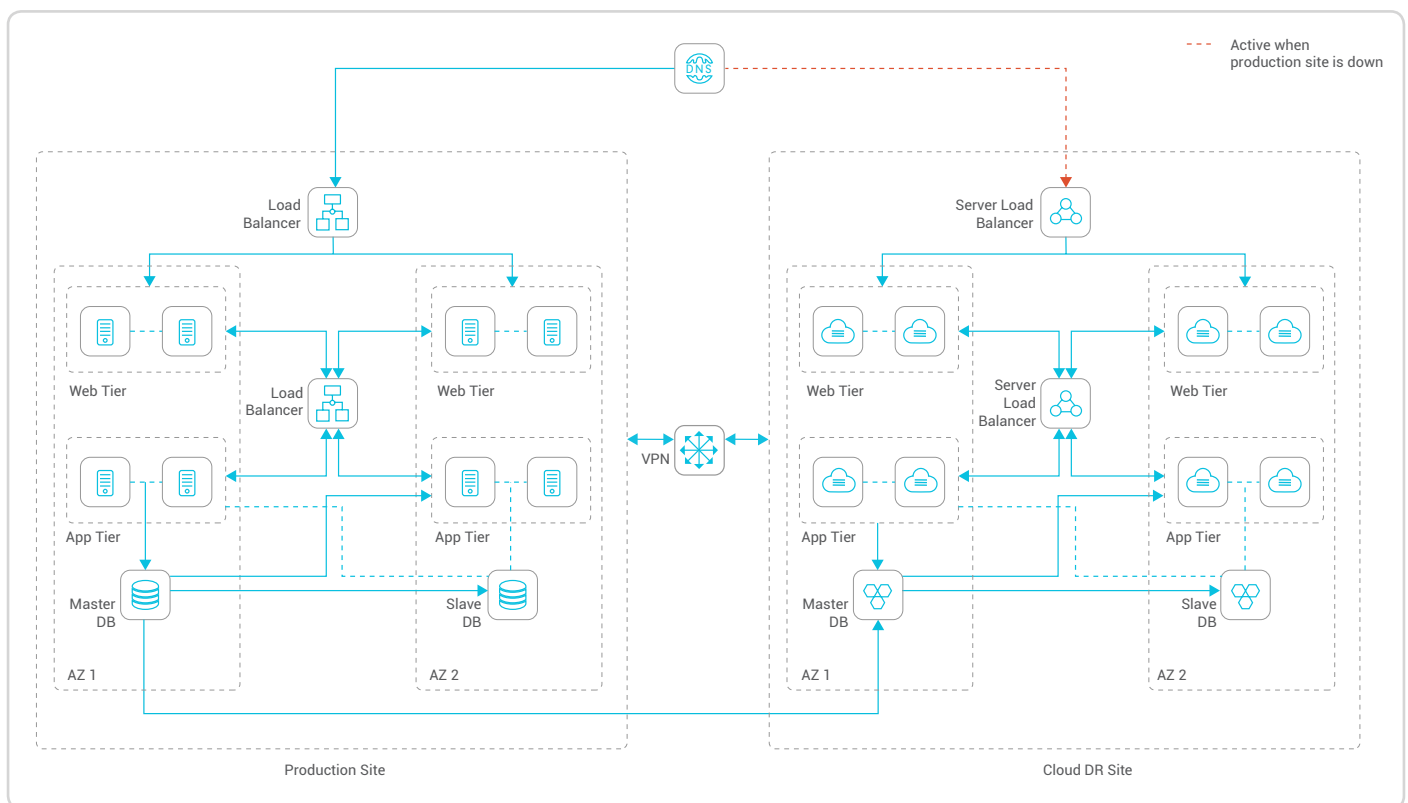 DNS
Active when
production site is down
Load
Balancer
Server Load
Balancer
Web Tier
Load
Balancer
Web Tier
Web Tier
Server
Load
Balancer
Web Tier
VPN
App Tier
App Tier
App Tier
App Tier
Master
DB
Slave
DB
Master
DB
Slave
DB
AZ 1
AZ 2
AZ 1
AZ 2
Production Site
Cloud DR Site